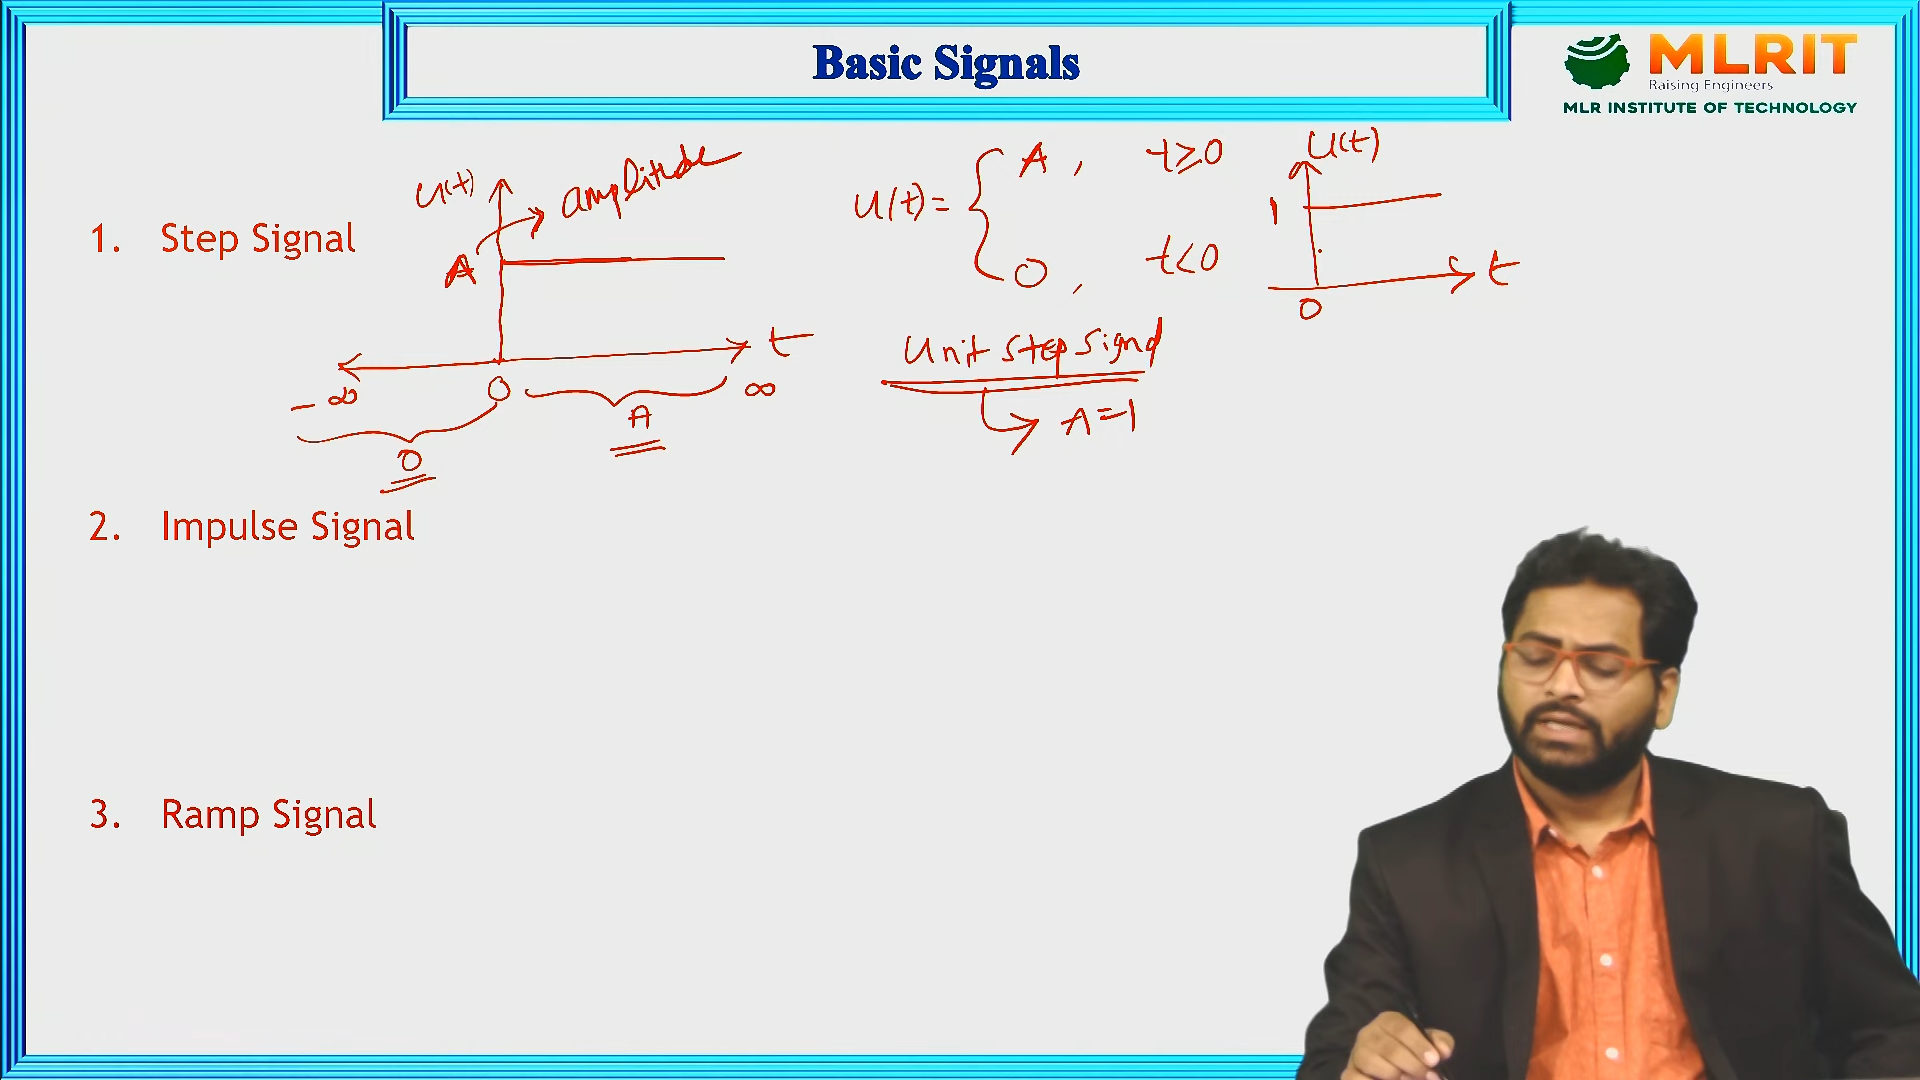 Basic Signals
MLRIT
Raising Engineers
MLR INSTITUTE OF TECHNOLOGY
1. Step Signal
u(t)
amplitude
A
t
-∞ 0 ∞
0
A
u(t) = { A, t≥0
0, t<0
u(t)
1
t
0
Unit Step Signal
A=1
2. Impulse Signal
3. Ramp Signal